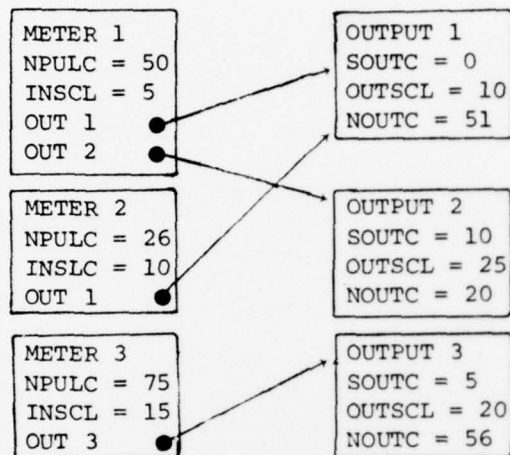 METER 1
NPULC = 50
INSCL = 5
OUT 1
OUT 2
METER 2
NPULC = 26
INSLC = 10
OUT 1
METER 3
NPULC = 75
INSCL = 15
OUT 3
OUTPUT 1
SOUTC = 0
OUTSCL = 10
NOUTC = 51
OUTPUT 2
SOUTC = 10
OUTSCL = 25
NOUTC = 20
OUTPUT 3
SOUTC = 5
OUTSCL = 20
NOUTC = 56